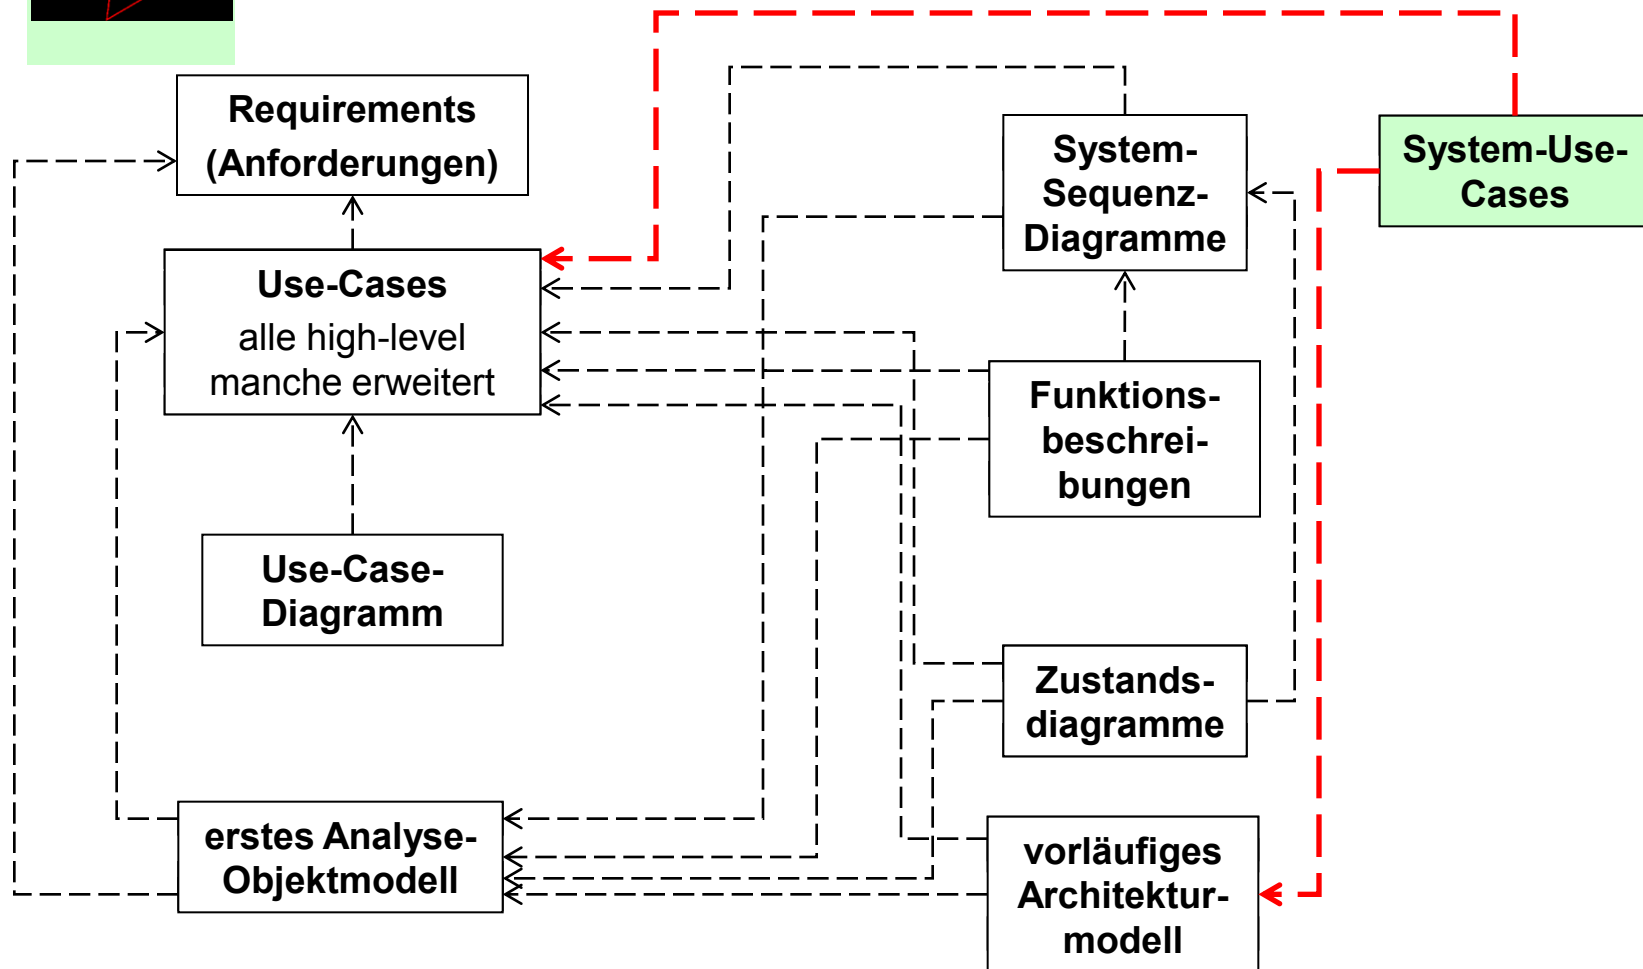 Requirements
(Anforderungen)
System-
Sequenz-
Diagramme
System-Use-
Cases
Use-Cases
alle high-level
manche erweitert
Funktions-
beschrei-
bungen
Use-Case-
Diagramm
Zustands-
diagramme
erstes Analyse-
Objektmodell
vorläufiges
Architektur-
modell